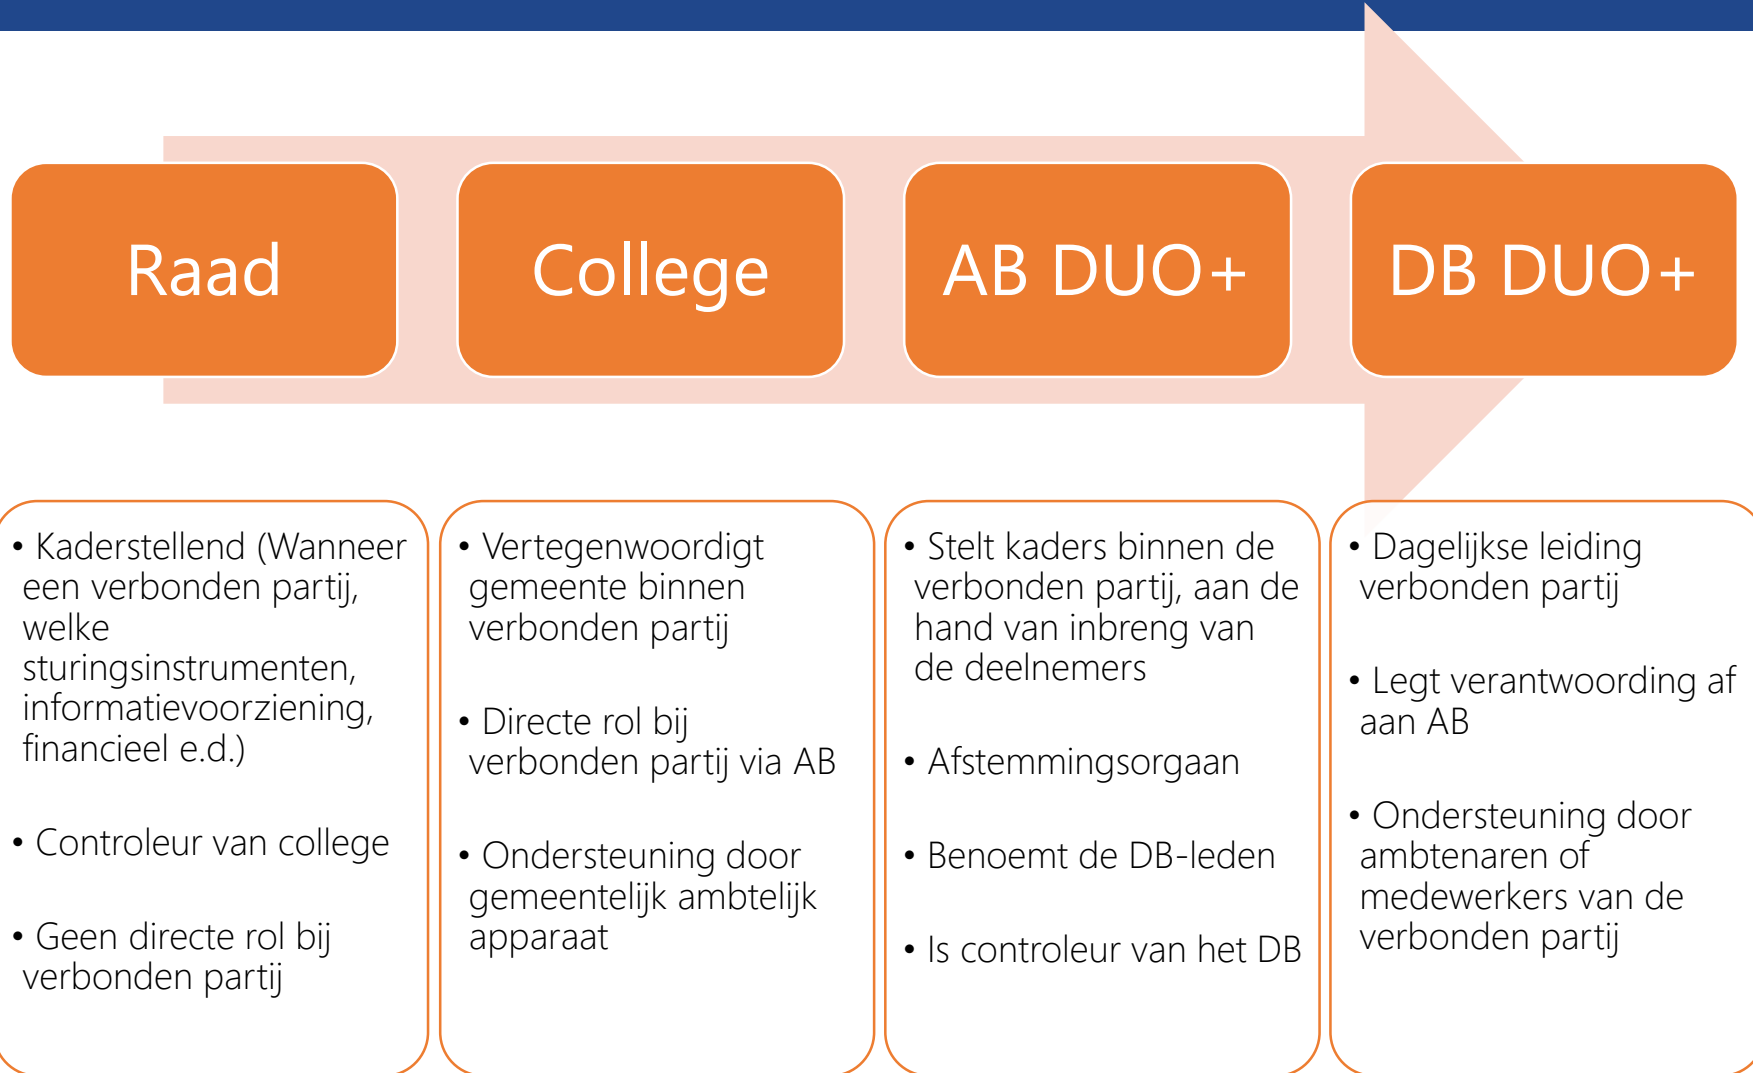 Raad
College
AB DUO+
DB DUO+
• Kaderstellend (Wanneer
een verbonden partij,
welke
sturingsinstrumenten,
informatievoorziening,
financieel e.d.)
• Controleur van college
• Geen directe rol bij
verbonden partij
• Vertegenwoordigt
gemeente binnen
verbonden partij
• Directe rol bij
verbonden partij via AB
• Ondersteuning door
gemeentelijk ambtelijk
apparaat
• Stelt kaders binnen de
verbonden partij, aan de
hand van inbreng van
de deelnemers
• Afstemmingsorgaan
• Benoemt de DB-leden
• Is controleur van het DB
• Dagelijkse leiding
verbonden partij
• Legt verantwoording af
aan AB
• Ondersteuning door
ambtenaren of
medewerkers van de
verbonden partij